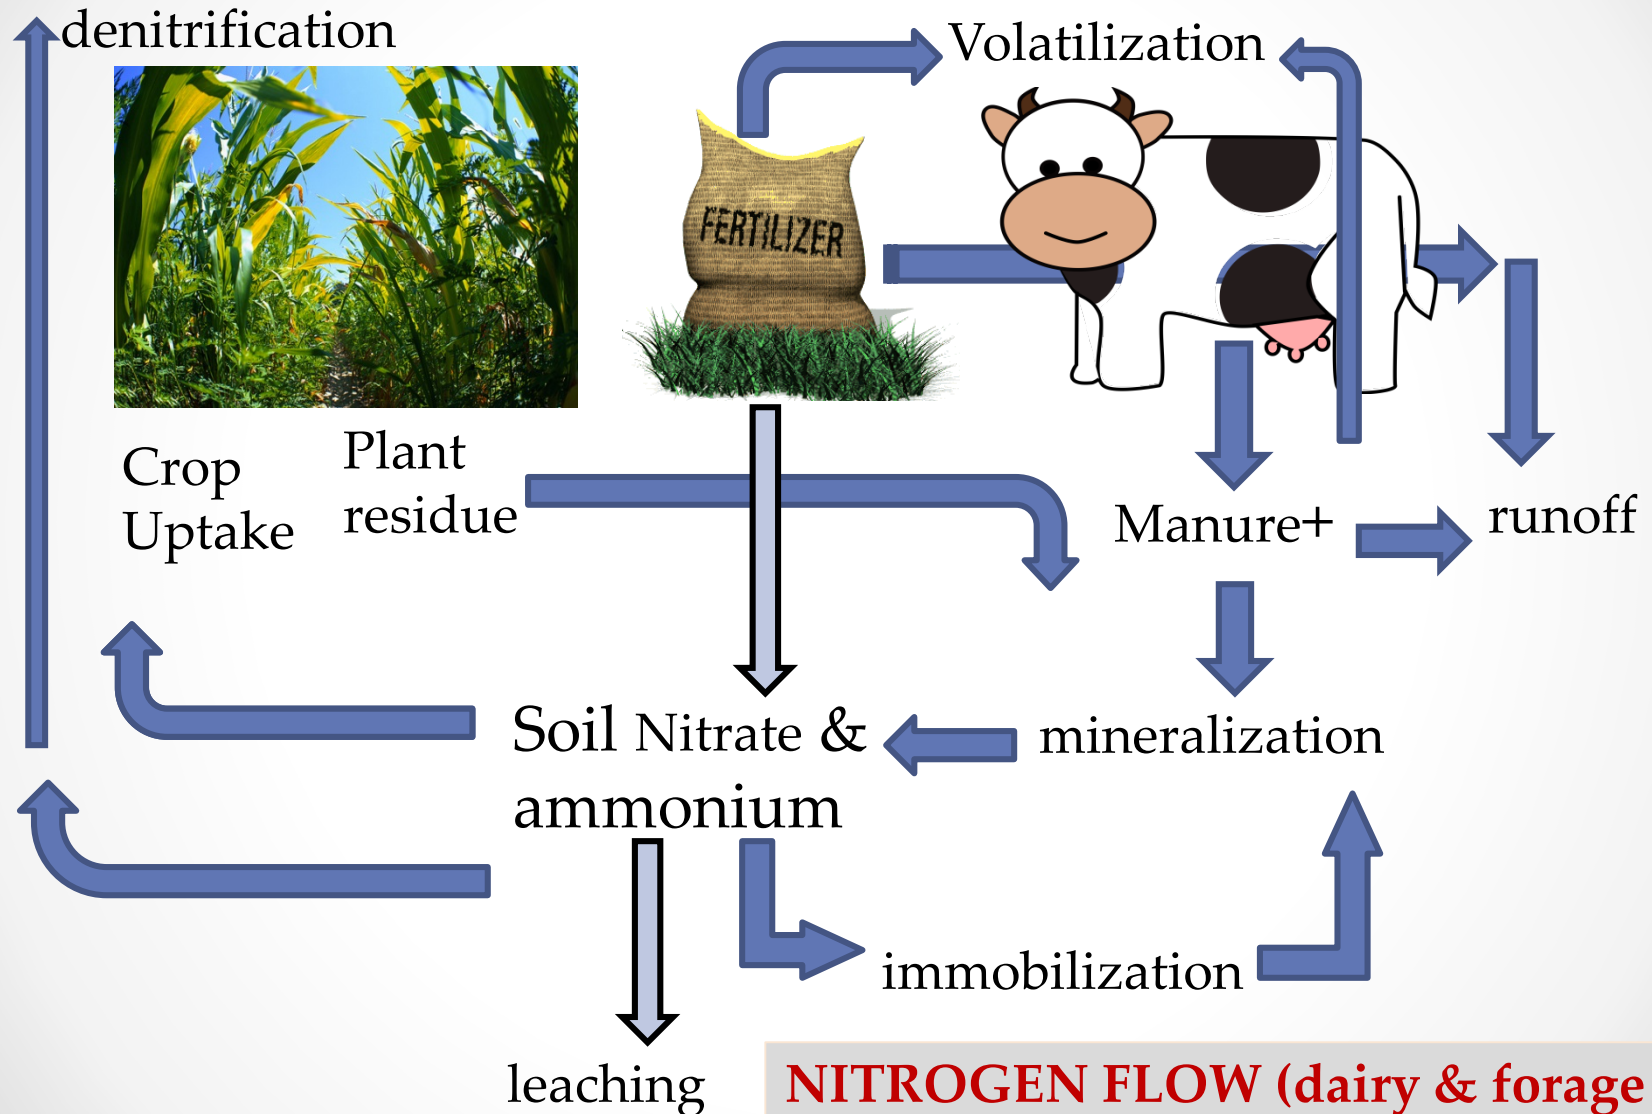 denitrification
Volatilization
FERTILIZER
Crop
Uptake
Plant
residue
Manure+
runoff
Soil Nitrate &
ammonium
mineralization
immobilization
leaching
NITROGEN FLOW (dairy & forage